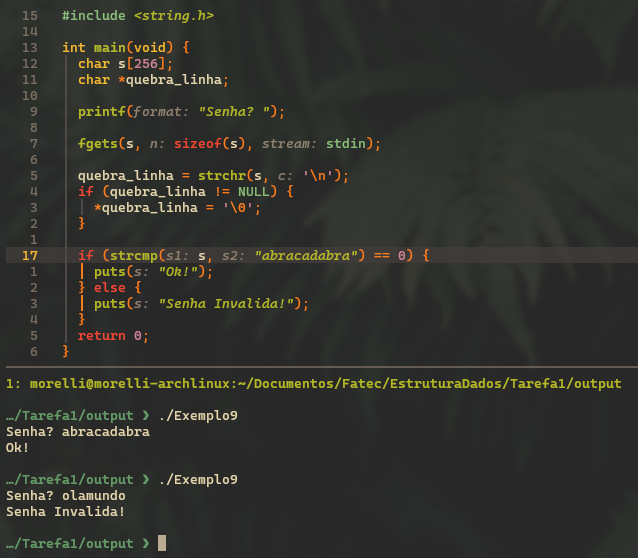 15 #include <string.h>
14
13 int main(void) {
12 char s[256];
11 char *quebra_linha;
10
9 printf(format: "Senha? ");
8
7 fgets(s, n: sizeof(s), stream: stdin);
6
5 quebra_linha = strchr(s, c: '\n');
4 if (quebra_linha != NULL) {
3 *quebra_linha = '\0';
2 }
1
17 if (strcmp(s1: s, s2: "abracadabra") == 0) {
1 puts(s: "Ok!");
2 } else {
3 puts(s: "Senha Invalida!");
4 }
5 return 0;
6 }
1: morelli@morelli-archlinux:~/Documentos/Fatec/EstruturaDados/Tarefa1/output
…/Tarefa1/output ❯ ./Exemplo9
Senha? abracadabra
Ok!
…/Tarefa1/output ❯ ./Exemplo9
Senha? olamundo
Senha Invalida!
…/Tarefa1/output ❯